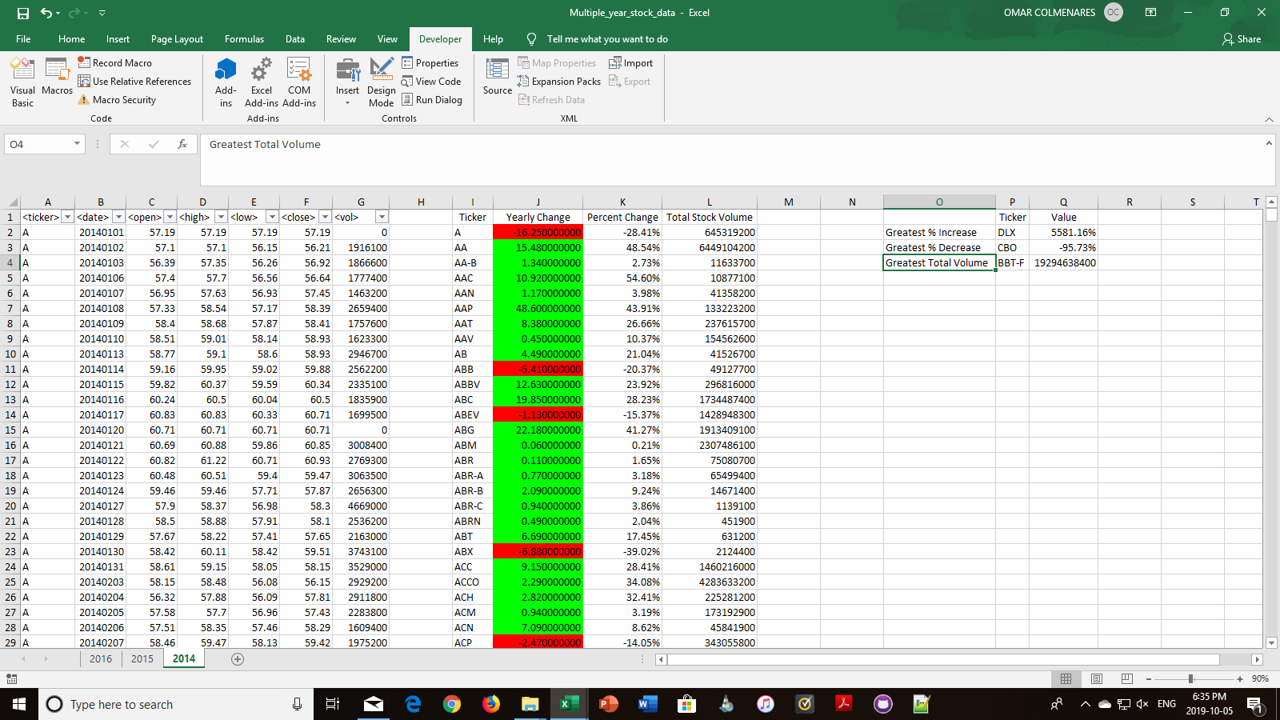 Multiple_year_stock_data - Excel
OMAR COLMENARES OC
File Home Insert Page Layout Formulas Data Review View Developer Help Tell me what you want to do Share
Visual Basic
Macros
Record Macro
Use Relative References
Macro Security
Code
Add-ins
Excel Add-ins
COM Add-ins
Add-ins
Insert
Design Mode
Properties
View Code
Run Dialog
Controls
Source
Map Properties
Expansion Packs
Refresh Data
Import
Export
XML
O4 fx Greatest Total Volume
A B C D E F G H I J K L M N O P Q R S T
1 <ticker> <date> <open> <high> <low> <close> <vol> Ticker Yearly Change Percent Change Total Stock Volume Ticker Value
2 A 20140101 57.19 57.19 57.19 57.19 0 A -16.250000000 -28.41% 645319200 Greatest % Increase DLX 5581.16%
3 A 20140102 57.1 57.1 56.15 56.21 1916100 AA 15.480000000 48.54% 6449104200 Greatest % Decrease CBO -95.73%
4 A 20140103 56.39 57.35 56.26 56.92 1866600 AA-B 1.340000000 2.73% 11633700 Greatest Total Volume BBT-F 19294638400
5 A 20140106 57.4 57.7 56.56 56.64 1777400 AAC 10.920000000 54.60% 10877100
6 A 20140107 56.95 57.63 56.93 57.45 1463200 AAN 1.170000000 3.98% 41358200
7 A 20140108 57.33 58.54 57.17 58.39 2659400 AAP 48.600000000 43.91% 133223200
8 A 20140109 58.4 58.68 57.87 58.41 1757600 AAT 8.380000000 26.66% 237615700
9 A 20140110 58.51 59.01 58.14 58.93 1623300 AAV 0.450000000 10.37% 154562600
10 A 20140113 58.77 59.1 58.6 58.93 2946700 AB 4.490000000 21.04% 41526700
11 A 20140114 59.16 59.95 59.02 59.88 2562200 ABB -5.410000000 -20.37% 49127700
12 A 20140115 59.82 60.37 59.59 60.34 2335100 ABBV 12.630000000 23.92% 296816000
13 A 20140116 60.24 60.5 60.04 60.5 1835900 ABC 19.850000000 28.23% 1734487400
14 A 20140117 60.83 60.83 60.33 60.71 1699500 ABEV -1.130000000 -15.37% 1428948300
15 A 20140120 60.71 60.71 60.71 60.71 0 ABG 22.180000000 41.27% 1913409100
16 A 20140121 60.69 60.88 59.86 60.85 3008400 ABM 0.060000000 0.21% 2307486100
17 A 20140122 60.82 61.22 60.71 60.93 2769300 ABR 0.110000000 1.65% 75080700
18 A 20140123 60.48 60.51 59.4 59.47 3063500 ABR-A 0.770000000 3.18% 65499400
19 A 20140124 59.46 59.46 57.71 57.87 2656300 ABR-B 2.090000000 9.24% 14671400
20 A 20140127 57.9 58.37 56.98 58.3 4669000 ABR-C 0.940000000 3.86% 1139100
21 A 20140128 58.5 58.88 57.91 58.1 2536200 ABRN 0.490000000 2.04% 451900
22 A 20140129 57.67 58.22 57.41 57.65 2163000 ABT 6.690000000 17.45% 631200
23 A 20140130 58.42 60.11 58.42 59.51 3743100 ABX -6.880000000 -39.02% 2124400
24 A 20140131 58.61 59.15 58.05 58.15 3529000 ACC 9.150000000 28.41% 1460216000
25 A 20140203 58.15 58.48 56.08 56.15 2929200 ACCO 2.290000000 34.08% 4283633200
26 A 20140204 56.32 57.88 56.09 57.81 2911800 ACH 2.820000000 32.41% 225281200
27 A 20140205 57.58 57.7 56.96 57.43 2283800 ACM 0.940000000 3.19% 173192900
28 A 20140206 57.51 58.35 57.46 58.29 1609400 ACN 7.090000000 8.62% 45841900
29 A 20140207 58.46 59.47 58.13 59.42 1975200 ACP -2.470000000 -14.05% 343055800
2016 2015 2014
90%
Type here to search
ENG
6:35 PM
2019-10-05
1